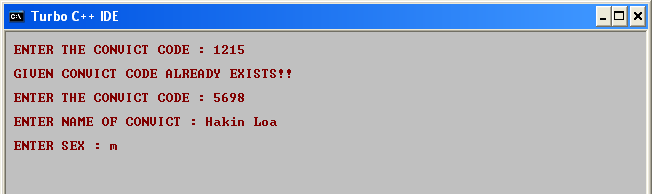 Turbo C++ IDE
ENTER THE CONVICT CODE : 1215
GIVEN CONVICT CODE ALREADY EXISTS!!
ENTER THE CONVICT CODE : 5698
ENTER NAME OF CONVICT : Hakin Loa
ENTER SEX : m